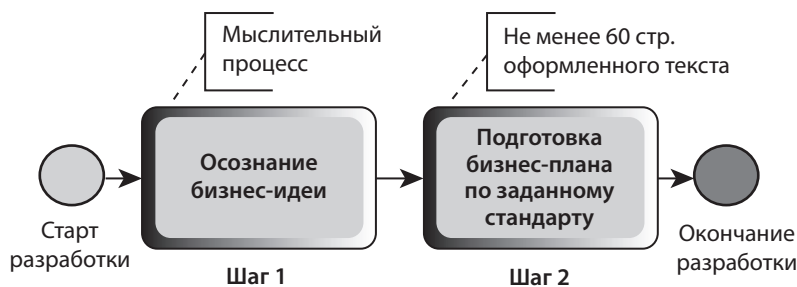 Мыслительный
процесс
Не менее 60 стр.
оформленного текста
Старт
разработки
Осознание
бизнес-идеи
Шаг 1
Подготовка
бизнес-плана
по заданному
стандарту
Шаг 2
Окончание
разработки